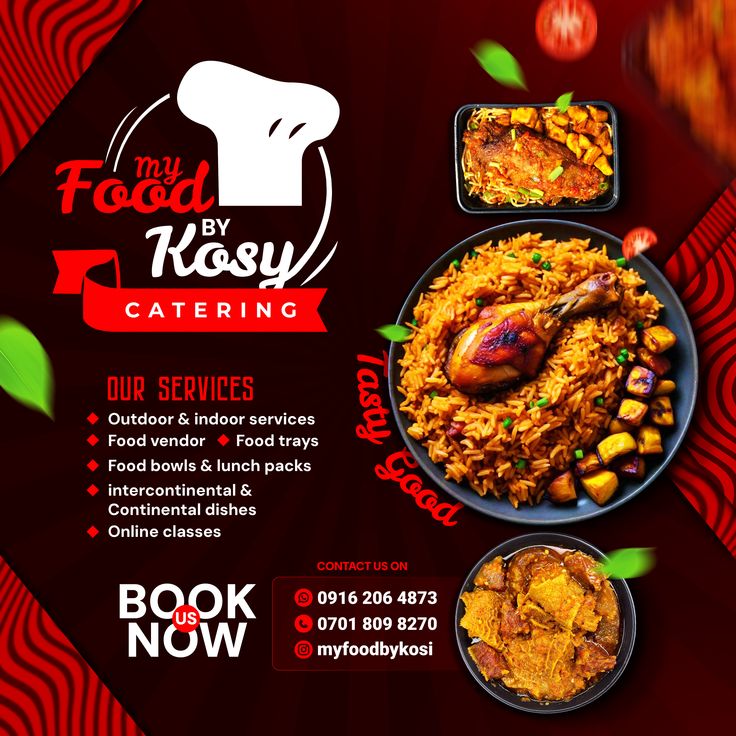 my
Food
BY
Kosy
CATERING
OUR SERVICES
Outdoor & indoor services
Food vendor Food trays
Food bowls & lunch packs
intercontinental &
Continental dishes
Online classes
Tasty Good
BOOK
US
NOW
CONTACT US ON
0916 206 4873
0701 809 8270
myfoodbykosi